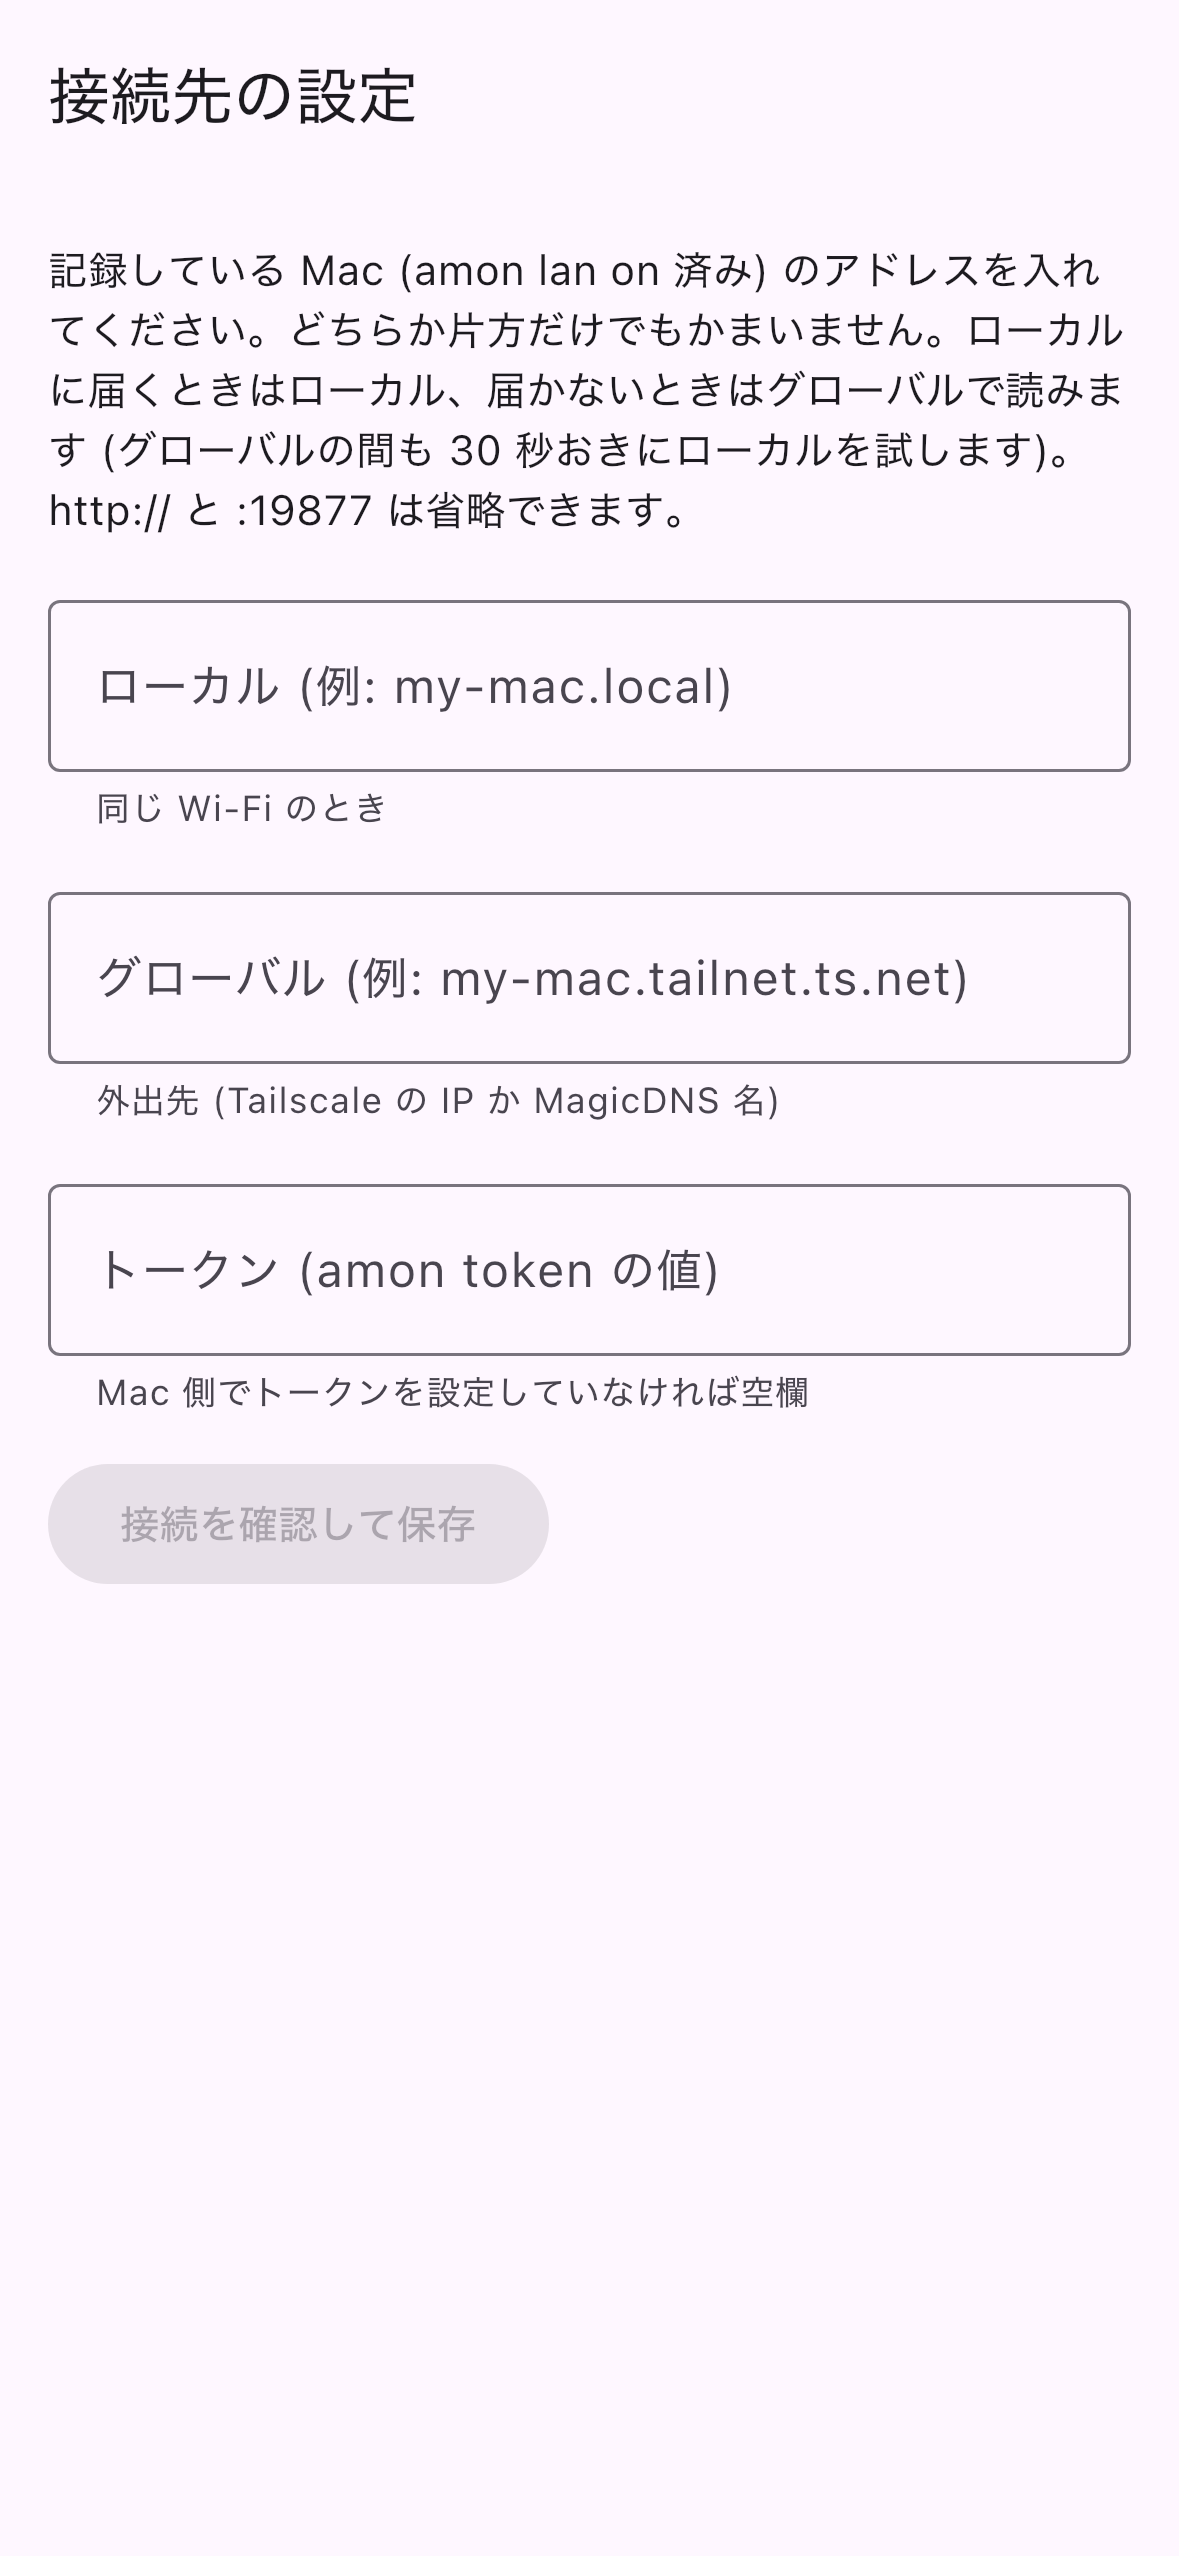 接続先の設定
記録している Mac (amon lan on 済み) のアドレスを入れ
てください。どちらか片方だけでもかまいません。ローカル
に届くときはローカル、届かないときはグローバルで読みま
す (グローバルの間も 30 秒おきにローカルを試します)。
http:// と :19877 は省略できます。
ローカル (例: my-mac.local)
同じ Wi-Fi のとき
グローバル (例: my-mac.tailnet.ts.net)
外出先 (Tailscale の IP か MagicDNS 名)
トークン (amon token の値)
Mac 側でトークンを設定していなければ空欄
接続を確認して保存